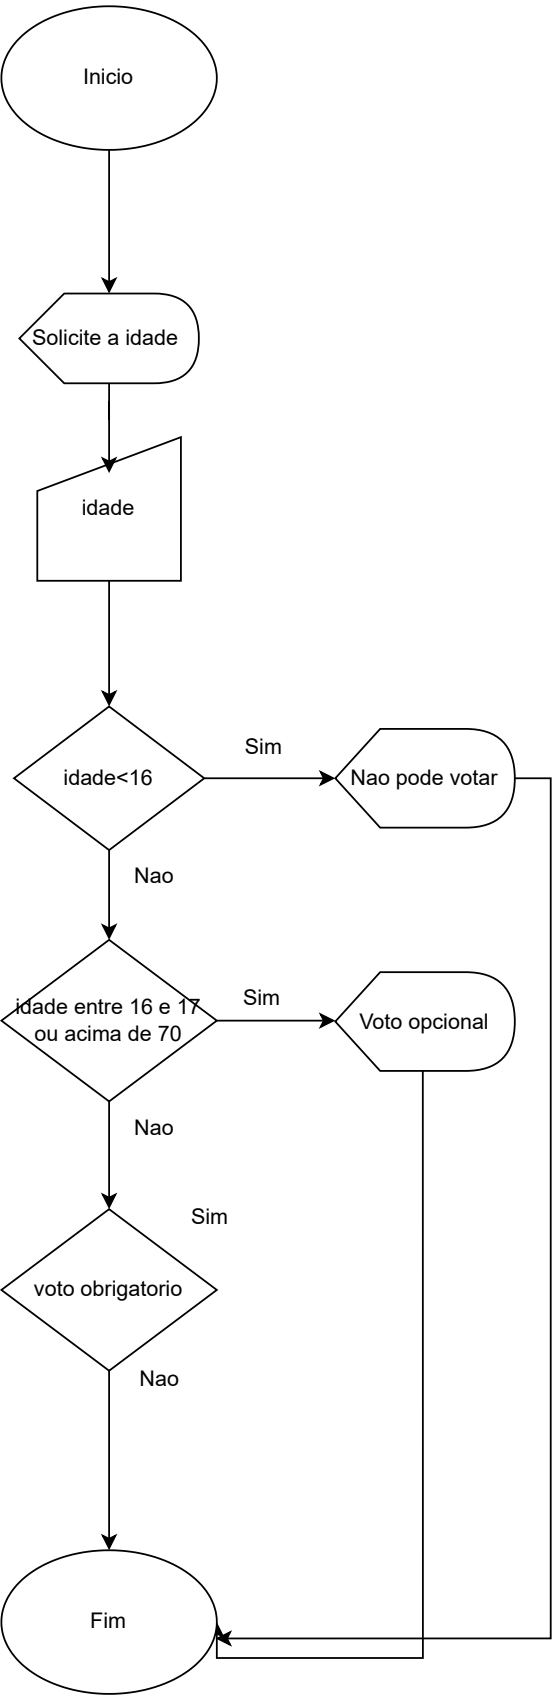 Inicio
Solicite a idade
idade
idade<16
Sim
Nao pode votar
Nao
idade entre 16 e 17
ou acima de 70
Sim
Voto opcional
Nao
Sim
voto obrigatorio
Nao
Fim